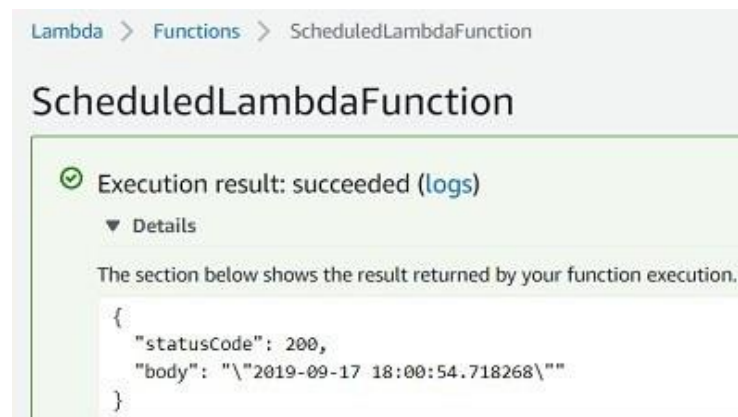 Lambda > Functions > ScheduledLambdaFunction
ScheduledLambdaFunction
Execution result: succeeded (logs)
▼ Details
The section below shows the result returned by your function execution.
{
"statusCode": 200,
"body": "\"2019-09-17 18:00:54.718268\""
}